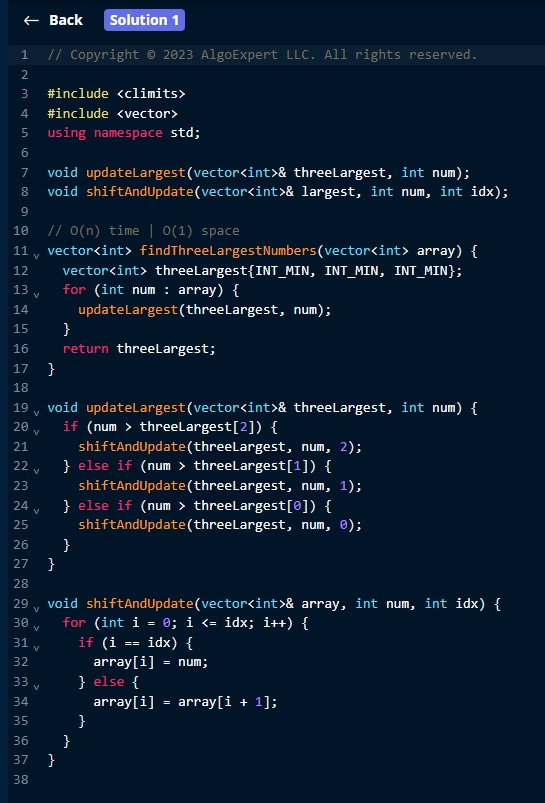 ← Back Solution 1
1 // Copyright © 2023 AlgoExpert LLC. All rights reserved.
2
3 #include <climits>
4 #include <vector>
5 using namespace std;
6
7 void updateLargest(vector<int>& threeLargest, int num);
8 void shiftAndUpdate(vector<int>& largest, int num, int idx);
9
10 // O(n) time | O(1) space
11 vector<int> findThreeLargestNumbers(vector<int> array) {
12   vector<int> threeLargest{INT_MIN, INT_MIN, INT_MIN};
13   for (int num : array) {
14     updateLargest(threeLargest, num);
15   }
16   return threeLargest;
17 }
18
19 void updateLargest(vector<int>& threeLargest, int num) {
20   if (num > threeLargest[2]) {
21     shiftAndUpdate(threeLargest, num, 2);
22   } else if (num > threeLargest[1]) {
23     shiftAndUpdate(threeLargest, num, 1);
24   } else if (num > threeLargest[0]) {
25     shiftAndUpdate(threeLargest, num, 0);
26   }
27 }
28
29 void shiftAndUpdate(vector<int>& array, int num, int idx) {
30   for (int i = 0; i <= idx; i++) {
31     if (i == idx) {
32       array[i] = num;
33     } else {
34       array[i] = array[i + 1];
35     }
36   }
37 }
38